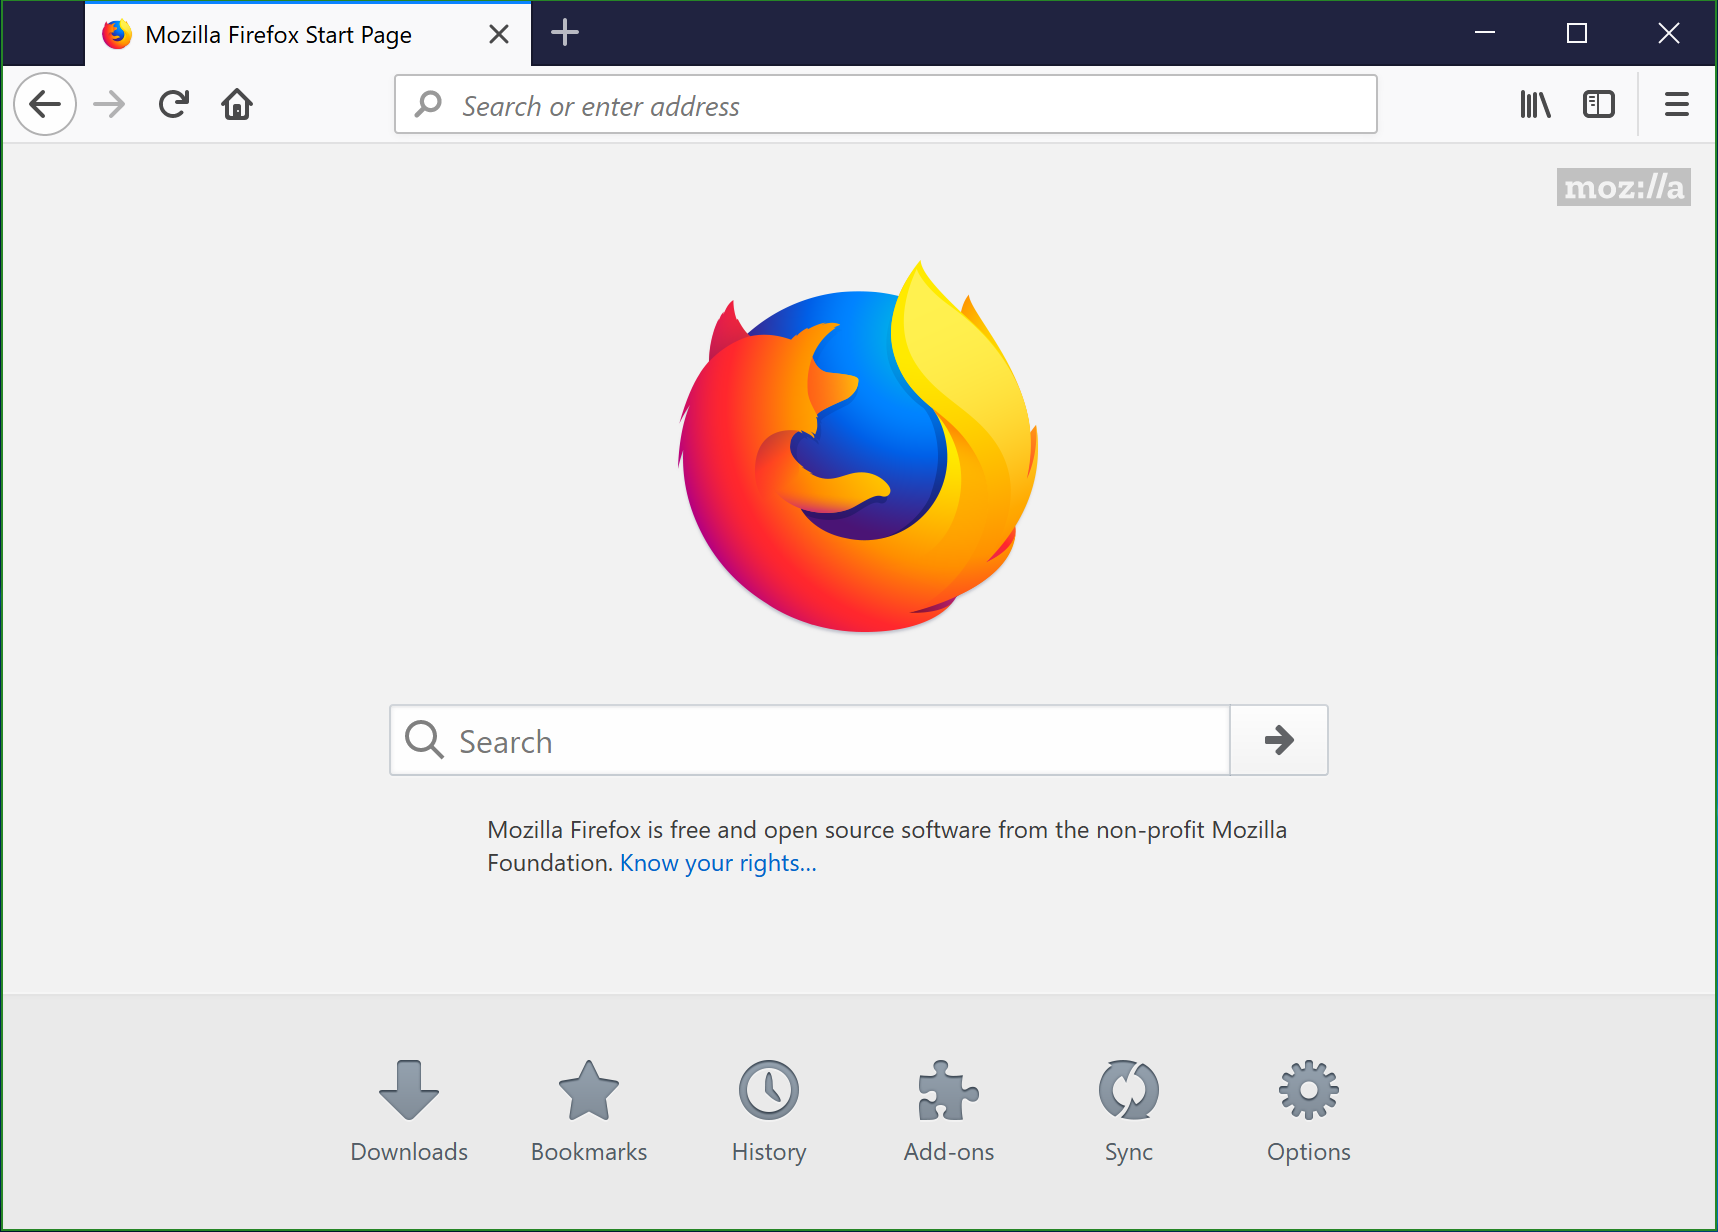 Mozilla Firefox Start Page
Search or enter address
moz://a
Search
Mozilla Firefox is free and open source software from the non-profit Mozilla
Foundation. Know your rights...
Downloads Bookmarks History Add-ons Sync Options